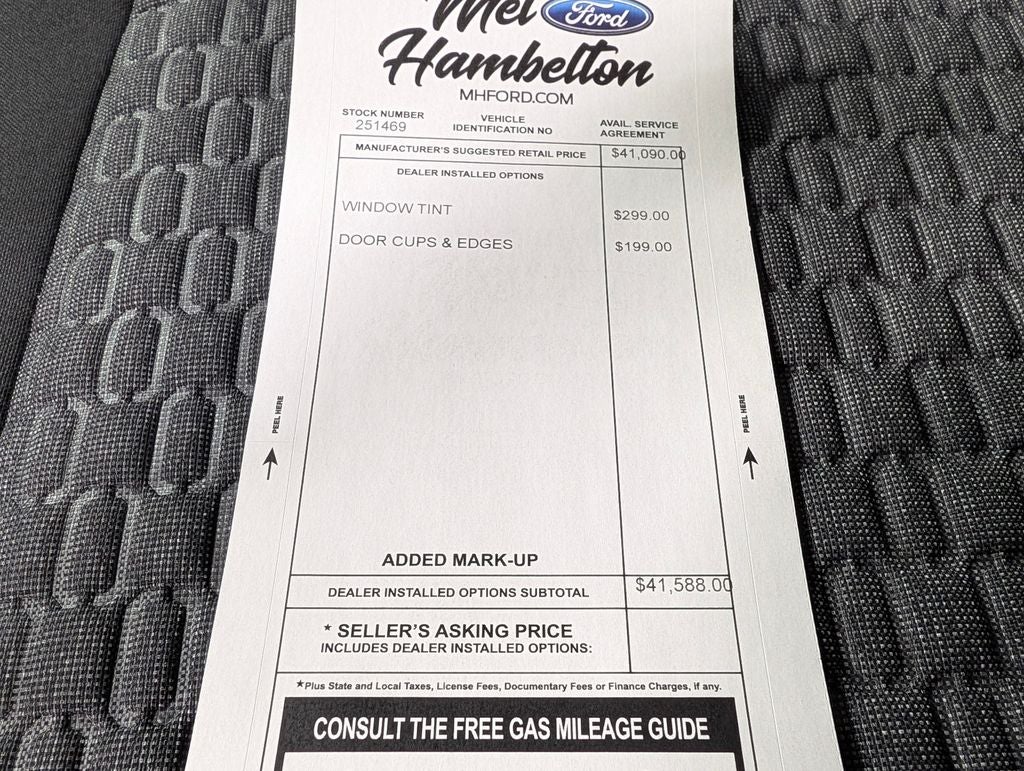 Mel Ford
Hambelton
MHFORD.COM
STOCK NUMBER
251469
VEHICLE
IDENTIFICATION NO
AVAIL. SERVICE
AGREEMENT
MANUFACTURER'S SUGGESTED RETAIL PRICE $41,090.00
DEALER INSTALLED OPTIONS
WINDOW TINT $299.00
DOOR CUPS & EDGES $199.00
PEEL HERE
PEEL HERE
ADDED MARK-UP
DEALER INSTALLED OPTIONS SUBTOTAL $41,588.00
* SELLER'S ASKING PRICE
INCLUDES DEALER INSTALLED OPTIONS:
*Plus State and Local Taxes, License Fees, Documentary Fees or Finance Charges, if any.
CONSULT THE FREE GAS MILEAGE GUIDE